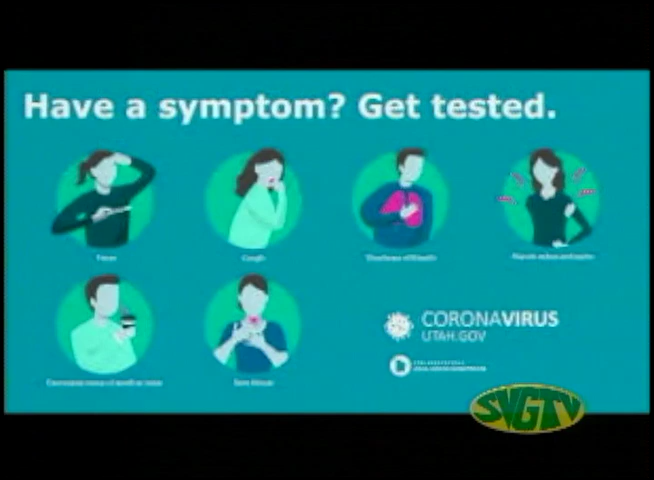 Have a symptom? Get tested.
Fever
Cough
Shortness of Breath
Muscle aches and pains
Decreased sense of smell or taste
Sore throat
CORONAVIRUS
UTAH.GOV
SVGTV